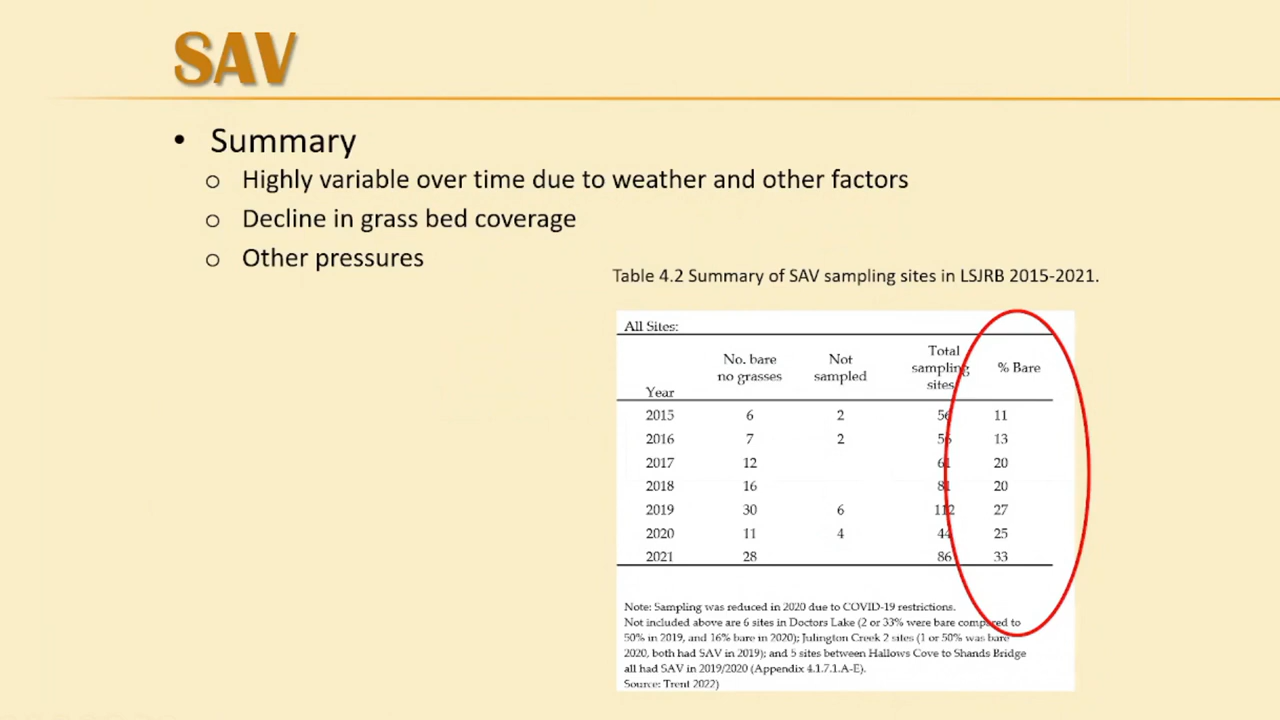 SAV
• Summary
o Highly variable over time due to weather and other factors
o Decline in grass bed coverage
o Other pressures
Table 4.2 Summary of SAV sampling sites in LSJRB 2015-2021.
All Sites:
Year No. bare no grasses Not sampled Total sampling sites % Bare
2015 6 2 56 11
2016 7 2 56 13
2017 12 61 20
2018 16 81 20
2019 30 6 112 27
2020 11 4 44 25
2021 28 86 33
Note: Sampling was reduced in 2020 due to COVID-19 restrictions.
Not included above are 6 sites in Doctors Lake (2 or 33% were bare compared to
50% in 2019, and 16% bare in 2020); Julington Creek 2 sites (1 or 50% was bare
2020, both had SAV in 2019); and 5 sites between Hallows Cove to Shands Bridge
all had SAV in 2019/2020 (Appendix 4.1.7.1.A-E).
Source: Trent 2022)